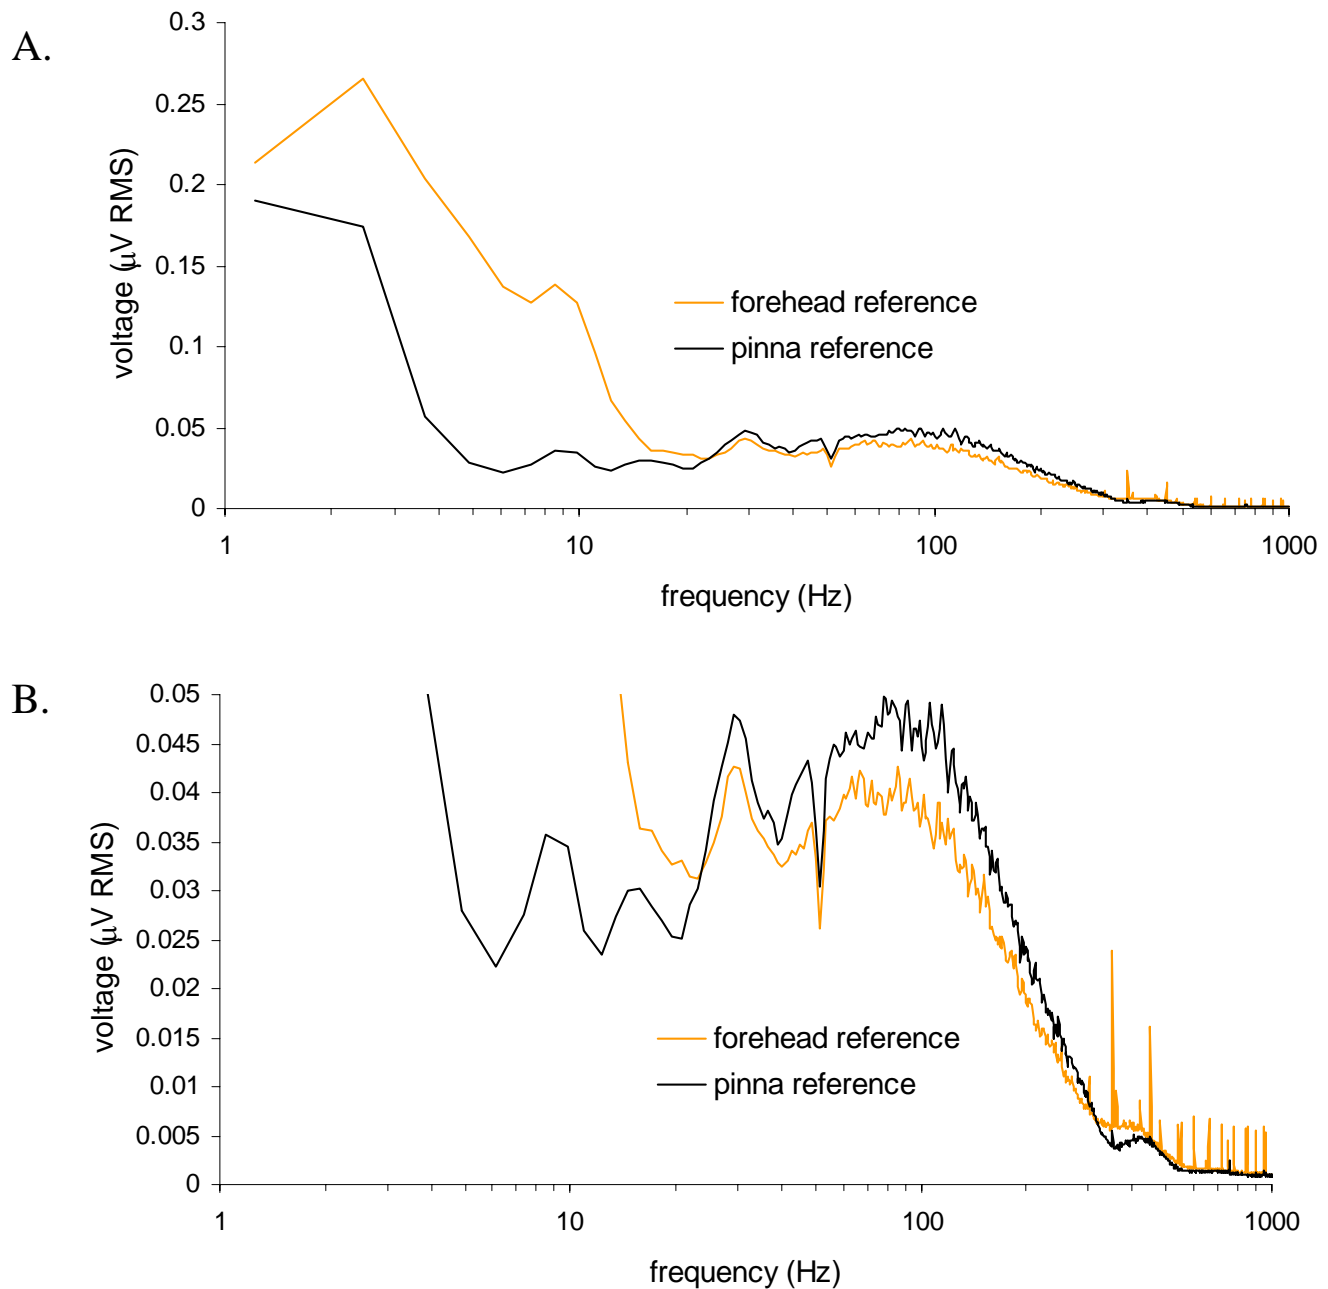 A.
0.3
0.25
0.2
0.15
0.1
0.05
0
voltage (μV RMS)
forehead reference
pinna reference
1
10
100
1000
frequency (Hz)
B.
0.05
0.045
0.04
0.035
0.03
0.025
0.02
0.015
0.01
0.005
0
voltage (μV RMS)
forehead reference
pinna reference
1
10
100
1000
frequency (Hz)